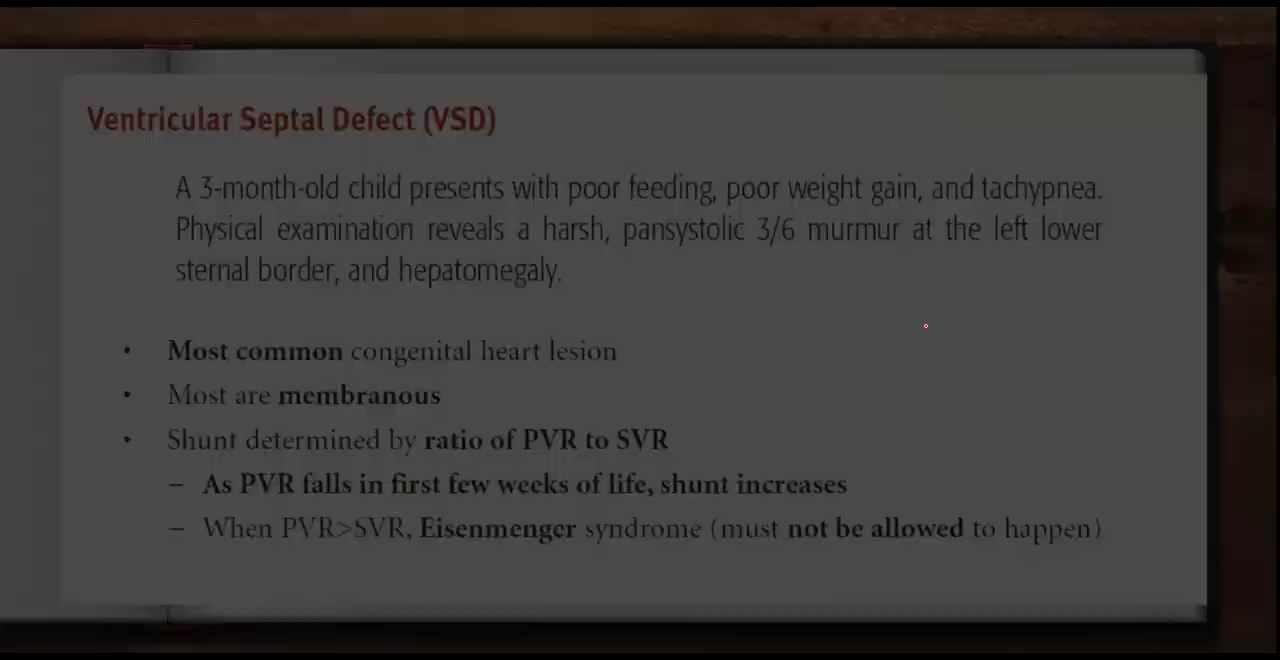 Ventricular Septal Defect (VSD)
A 3-month-old child presents with poor feeding, poor weight gain, and tachypnea.
Physical examination reveals a harsh, pansystolic 3/6 murmur at the left lower
sternal border, and hepatomegaly.
• Most common congenital heart lesion
• Most are membranous
• Shunt determined by ratio of PVR to SVR
– As PVR falls in first few weeks of life, shunt increases
– When PVR>SVR, Eisenmenger syndrome (must not be allowed to happen)